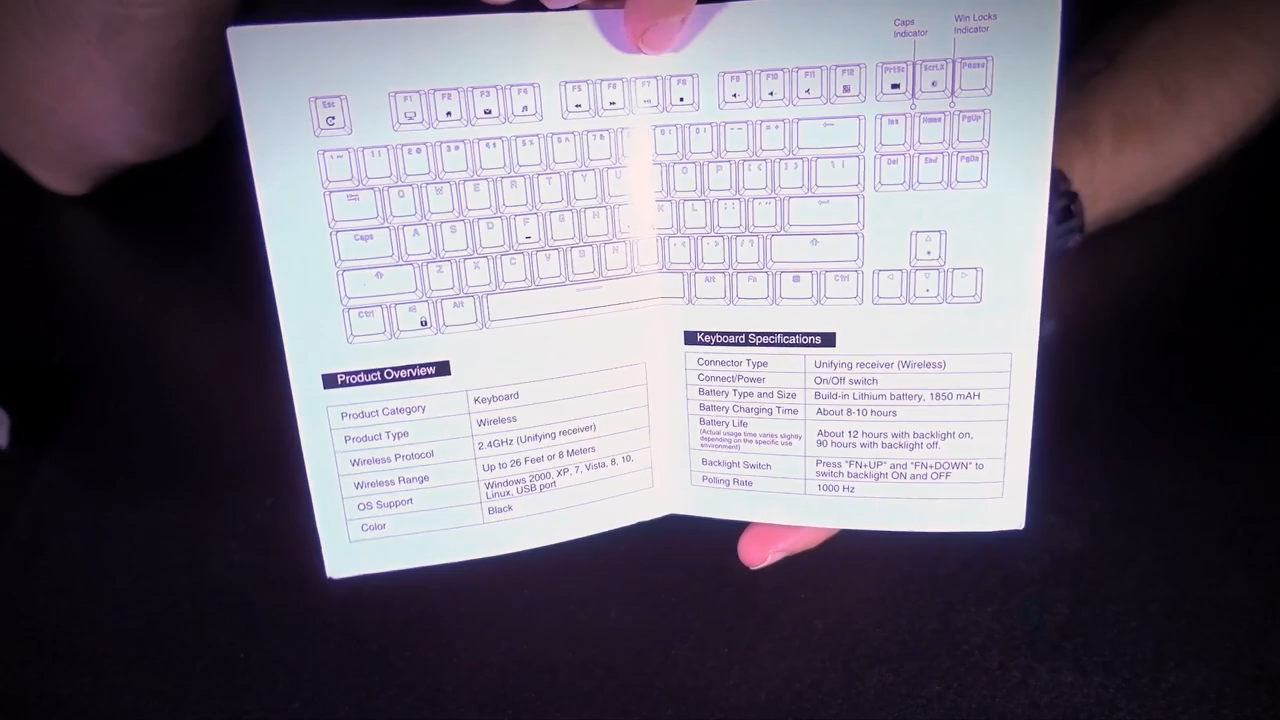 Caps
Indicator
Win Locks
Indicator
Esc
F1 F2 F3 F4 F5 F6 F7 F8 F9 F10 F11 F12 PrtSc ScrLK Pause
Ins Home PgUp
Q W E R T Y U O P Del End PgDn
Caps A S D F G H K L
Z X C V B N
Ctrl Alt Alt Fn Ctrl
Product Overview
Product Category Keyboard
Product Type Wireless
Wireless Protocol 2.4GHz (Unifying receiver)
Wireless Range Up to 26 Feet or 8 Meters
OS Support Windows 2000, XP, 7, Vista, 8, 10,
Linux, USB port
Color Black
Keyboard Specifications
Connector Type Unifying receiver (Wireless)
Connect/Power On/Off switch
Battery Type and Size Build-in Lithium battery, 1850 mAH
Battery Charging Time About 8-10 hours
Battery Life
(Actual usage time varies slightly
depending on the specific use
environment)
About 12 hours with backlight on,
90 hours with backlight off.
Backlight Switch Press "FN+UP" and "FN+DOWN" to
switch backlight ON and OFF
Polling Rate 1000 Hz